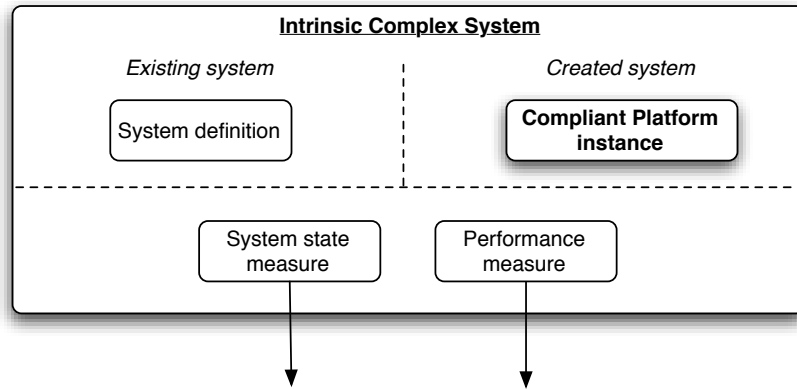 Intrinsic Complex System
Existing system
Created system
System definition
Compliant Platform
instance
System state
measure
Performance
measure